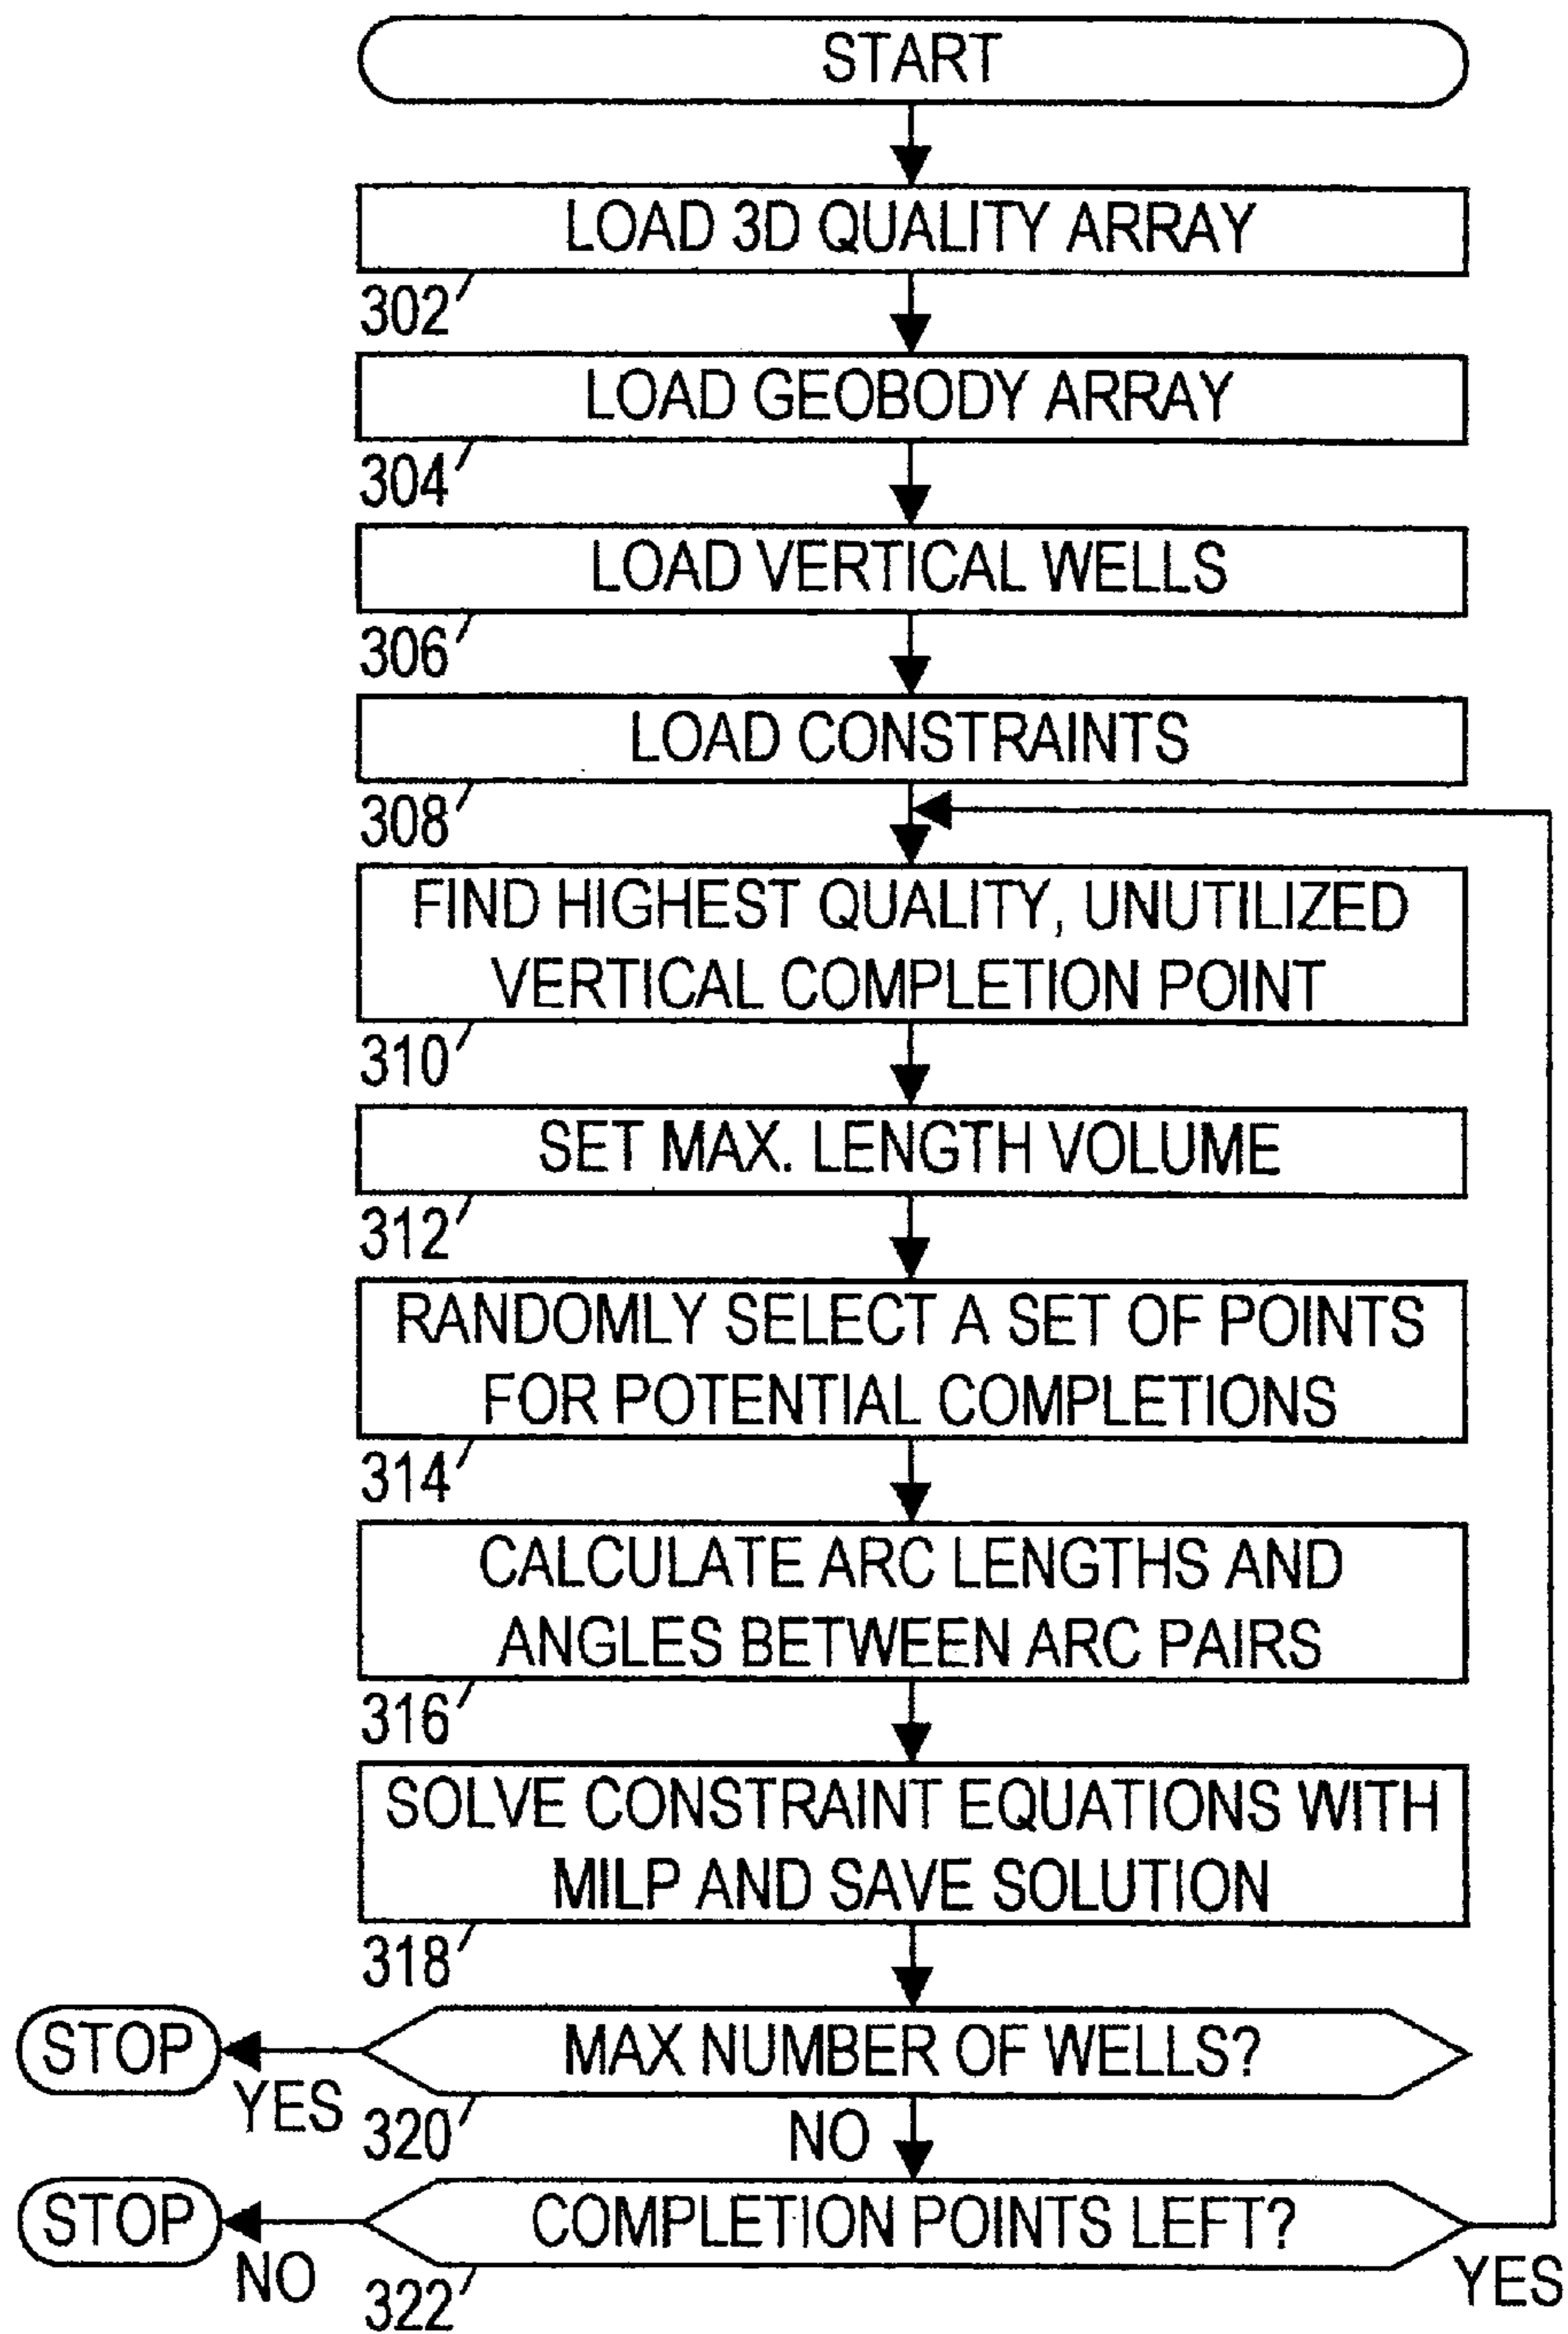 START
LOAD 3D QUALITY ARRAY
302
LOAD GEOBODY ARRAY
304
LOAD VERTICAL WELLS
306
LOAD CONSTRAINTS
308
FIND HIGHEST QUALITY, UNUTILIZED
VERTICAL COMPLETION POINT
310
SET MAX. LENGTH VOLUME
312
RANDOMLY SELECT A SET OF POINTS
FOR POTENTIAL COMPLETIONS
314
CALCULATE ARC LENGTHS AND
ANGLES BETWEEN ARC PAIRS
316
SOLVE CONSTRAINT EQUATIONS WITH
MILP AND SAVE SOLUTION
318
STOP
YES
MAX NUMBER OF WELLS?
320
NO
STOP
NO
COMPLETION POINTS LEFT?
322
YES